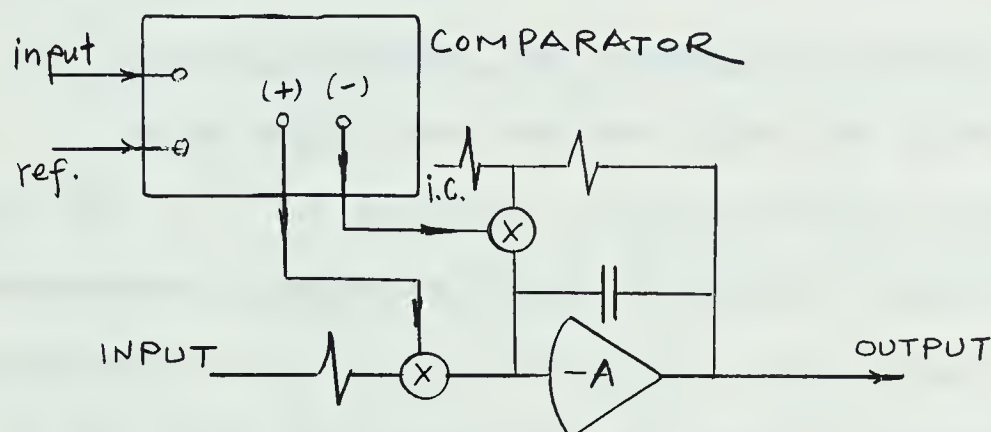 COMPARATOR
input
(+) (-)
ref.
i.c.
X
INPUT
X
-A
OUTPUT